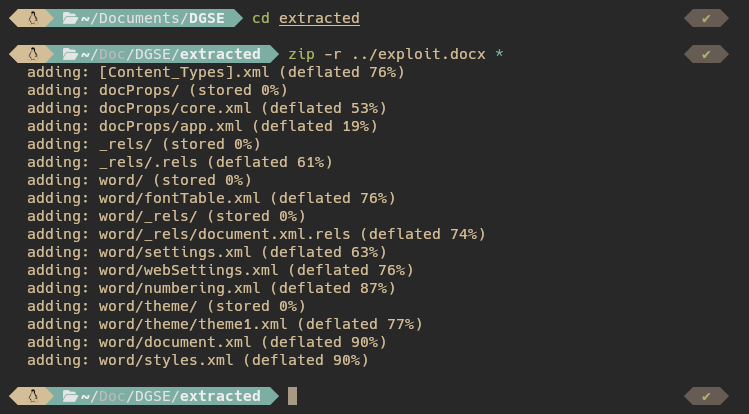 ~/Documents/DGSE cd extracted ✔
~/Doc/DGSE/extracted zip -r ../exploit.docx * ✔
adding: [Content_Types].xml (deflated 76%)
adding: docProps/ (stored 0%)
adding: docProps/core.xml (deflated 53%)
adding: docProps/app.xml (deflated 19%)
adding: _rels/ (stored 0%)
adding: _rels/.rels (deflated 61%)
adding: word/ (stored 0%)
adding: word/fontTable.xml (deflated 76%)
adding: word/_rels/ (stored 0%)
adding: word/_rels/document.xml.rels (deflated 74%)
adding: word/settings.xml (deflated 63%)
adding: word/webSettings.xml (deflated 76%)
adding: word/numbering.xml (deflated 87%)
adding: word/theme/ (stored 0%)
adding: word/theme/theme1.xml (deflated 77%)
adding: word/document.xml (deflated 90%)
adding: word/styles.xml (deflated 90%)
~/Doc/DGSE/extracted ✔